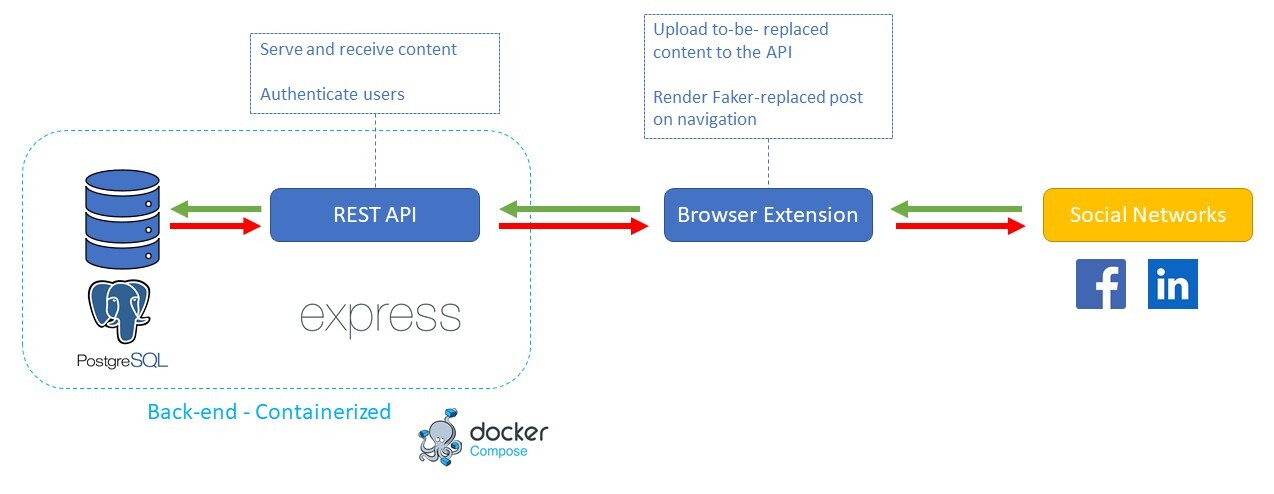 Serve and receive content
Authenticate users
Upload to-be- replaced
content to the API
Render Faker-replaced post
on navigation
REST API
Browser Extension
Social Networks
express
PostgreSQL
f
in
Back-end - Containerized
docker
Compose